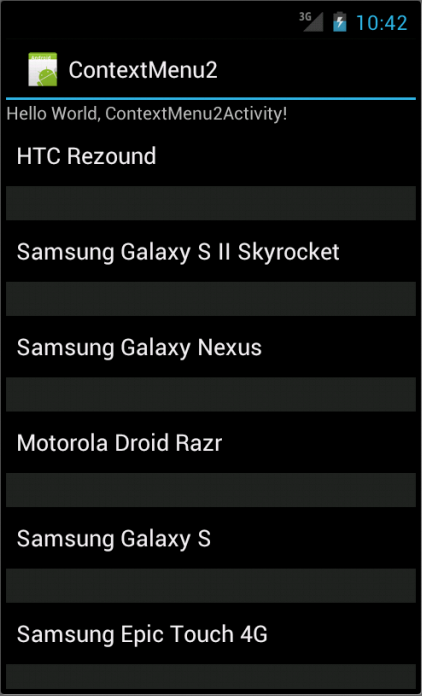 3G 10:42
ContextMenu2
Hello World, ContextMenu2Activity!
HTC Rezound
Samsung Galaxy S II Skyrocket
Samsung Galaxy Nexus
Motorola Droid Razr
Samsung Galaxy S
Samsung Epic Touch 4G